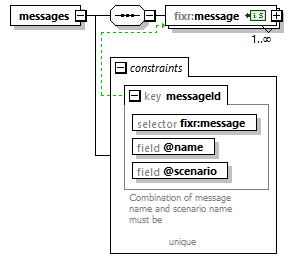 messages
fixr:message
1..∞
constraints
key messageId
selector fixr:message
field @name
field @scenario
Combination of message
name and scenario name
must be
unique